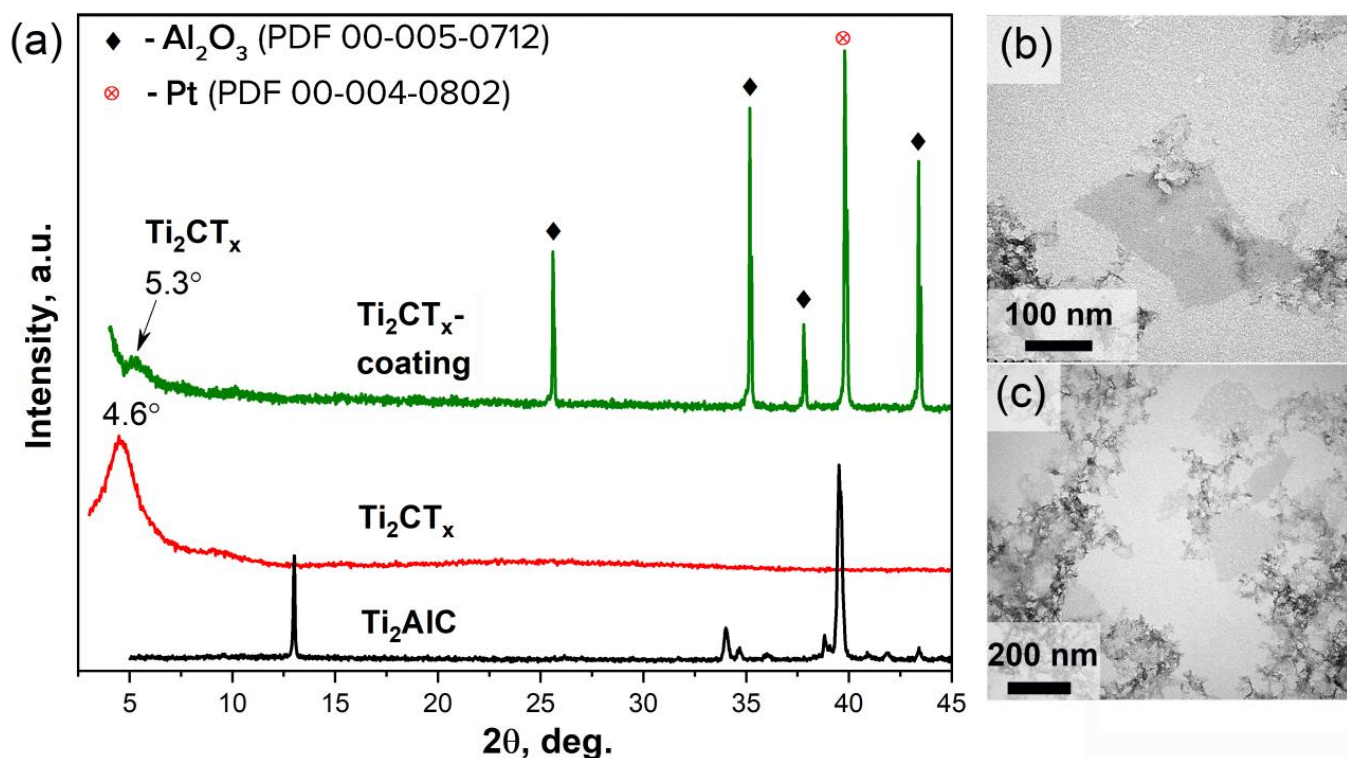 (a)
♦ - Al₂O₃ (PDF 00-005-0712)
⊗ - Pt (PDF 00-004-0802)
Ti₂CTₓ
5.3°
Ti₂CTₓ-
coating
4.6°
Ti₂CTₓ
Ti₂AlC
Intensity, a.u.
5 10 15 20 25 30 35 40 45
2θ, deg.
(b)
100 nm
(c)
200 nm